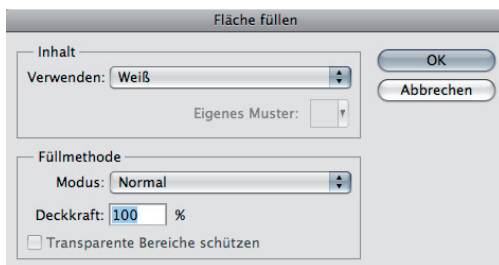 Fläche füllen
Inhalt
Verwenden: Weiß
Eigenes Muster:
OK
Abbrechen
Füllmethode
Modus: Normal
Deckkraft: 100 %
Transparente Bereiche schützen